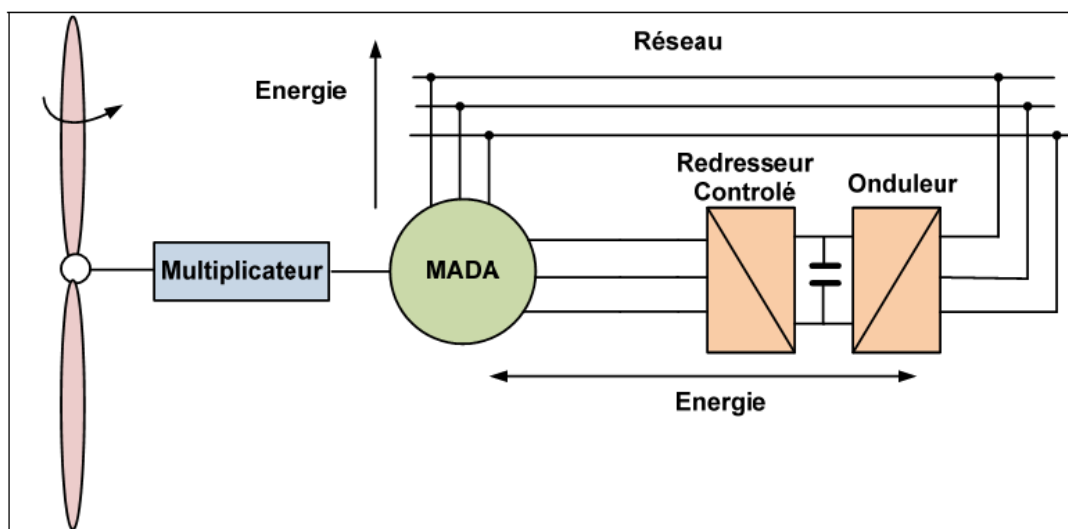 Réseau
Energie
Redresseur
Controlé
Onduleur
Multiplicateur
MADA
Energie